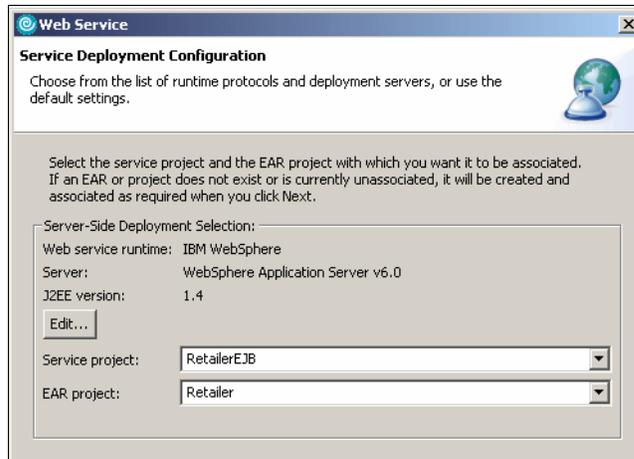 Web Service
Service Deployment Configuration
Choose from the list of runtime protocols and deployment servers, or use the
default settings.
Select the service project and the EAR project with which you want it to be associated.
If an EAR or project does not exist or is currently unassociated, it will be created and
associated as required when you click Next.
Server-Side Deployment Selection:
Web service runtime: IBM WebSphere
Server: WebSphere Application Server v6.0
J2EE version: 1.4
Edit...
Service project: RetailerEJB
EAR project: Retailer